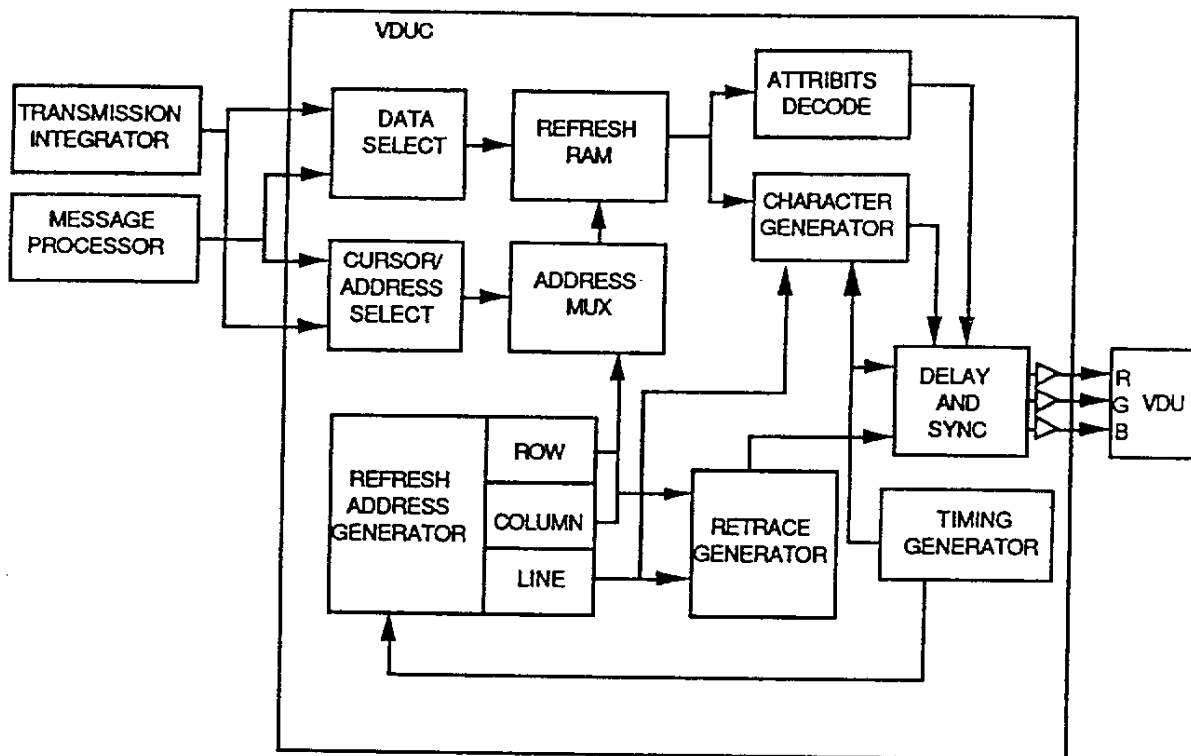 VDUC
TRANSMISSION
INTEGRATOR
MESSAGE
PROCESSOR
DATA
SELECT
REFRESH
RAM
ATTRIBITS
DECODE
CHARACTER
GENERATOR
CURSOR/
ADDRESS
SELECT
ADDRESS
MUX
DELAY
AND
SYNC
R
G
B
VDU
REFRESH
ADDRESS
GENERATOR
ROW
COLUMN
LINE
RETRACE
GENERATOR
TIMING
GENERATOR